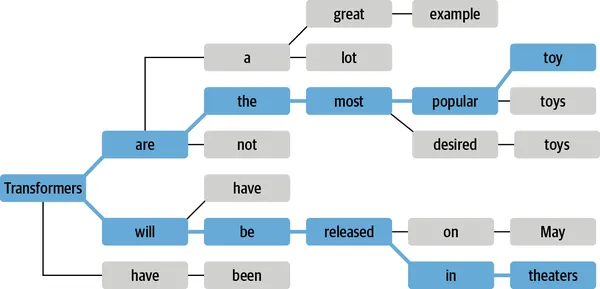 great example
a lot toy
the most popular toys
are not desired toys
Transformers have
will be released on May
have been in theaters